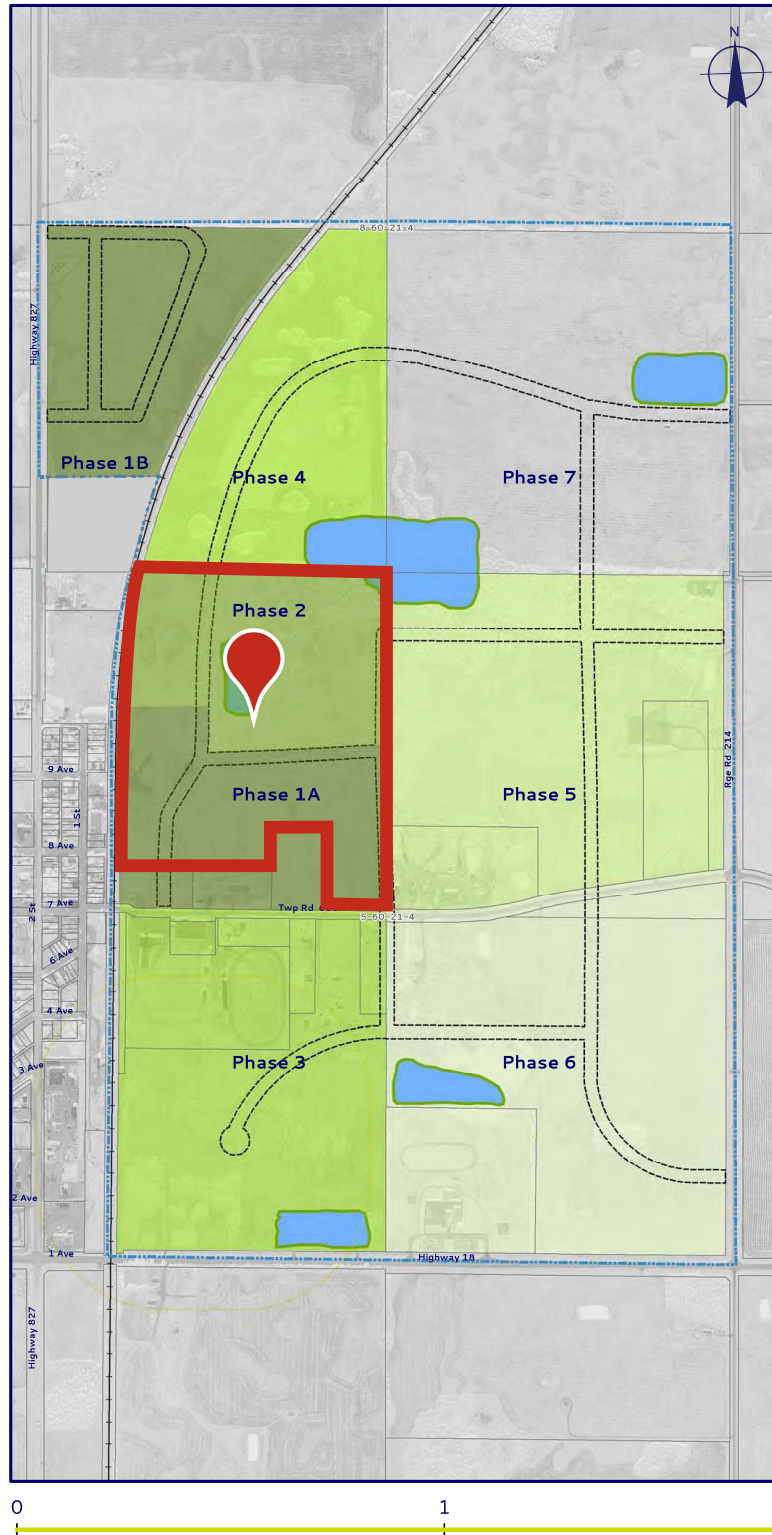 N
8-60-21-4
Highway 827
Phase 1B
Phase 4
Phase 7
Phase 2
Rge Rd 214
9 Ave
1 St
Phase 1A
Phase 5
8 Ave
7 Ave
2 St
Twp Rd
5-60-21-4
6 Ave
4 Ave
3 Ave
Phase 3
Phase 6
2 Ave
1 Ave
Highway 18
Highway 827
0
1